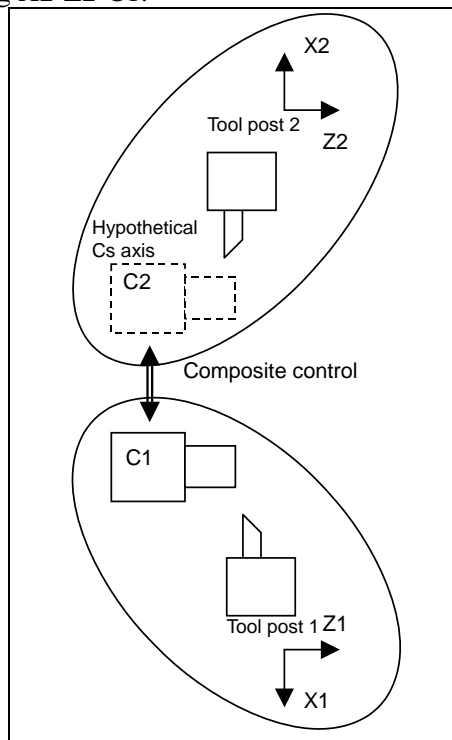 X2
Tool post 2
Z2
Hypothetical
Cs axis
C2
Composite control
C1
Tool post 1 Z1
X1